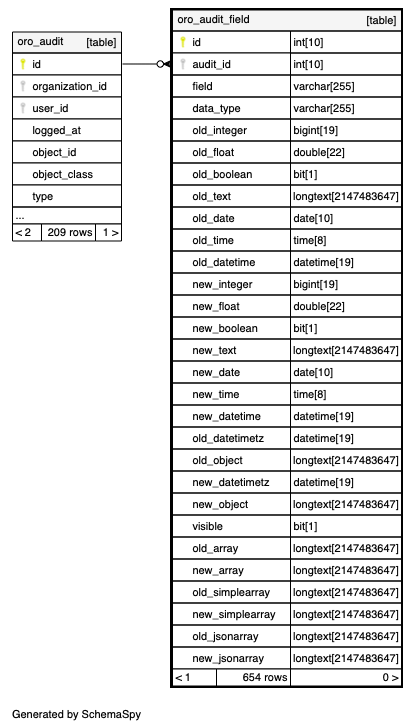 oro_audit [table]
id
organization_id
user_id
logged_at
object_id
object_class
type
...
< 2 209 rows 1 >
oro_audit_field [table]
id int[10]
audit_id int[10]
field varchar[255]
data_type varchar[255]
old_integer bigint[19]
old_float double[22]
old_boolean bit[1]
old_text longtext[2147483647]
old_date date[10]
old_time time[8]
old_datetime datetime[19]
new_integer bigint[19]
new_float double[22]
new_boolean bit[1]
new_text longtext[2147483647]
new_date date[10]
new_time time[8]
new_datetime datetime[19]
old_datetimetz datetime[19]
old_object longtext[2147483647]
new_datetimetz datetime[19]
new_object longtext[2147483647]
visible bit[1]
old_array longtext[2147483647]
new_array longtext[2147483647]
old_simplearray longtext[2147483647]
new_simplearray longtext[2147483647]
old_jsonarray longtext[2147483647]
new_jsonarray longtext[2147483647]
< 1 654 rows 0 >
Generated by SchemaSpy